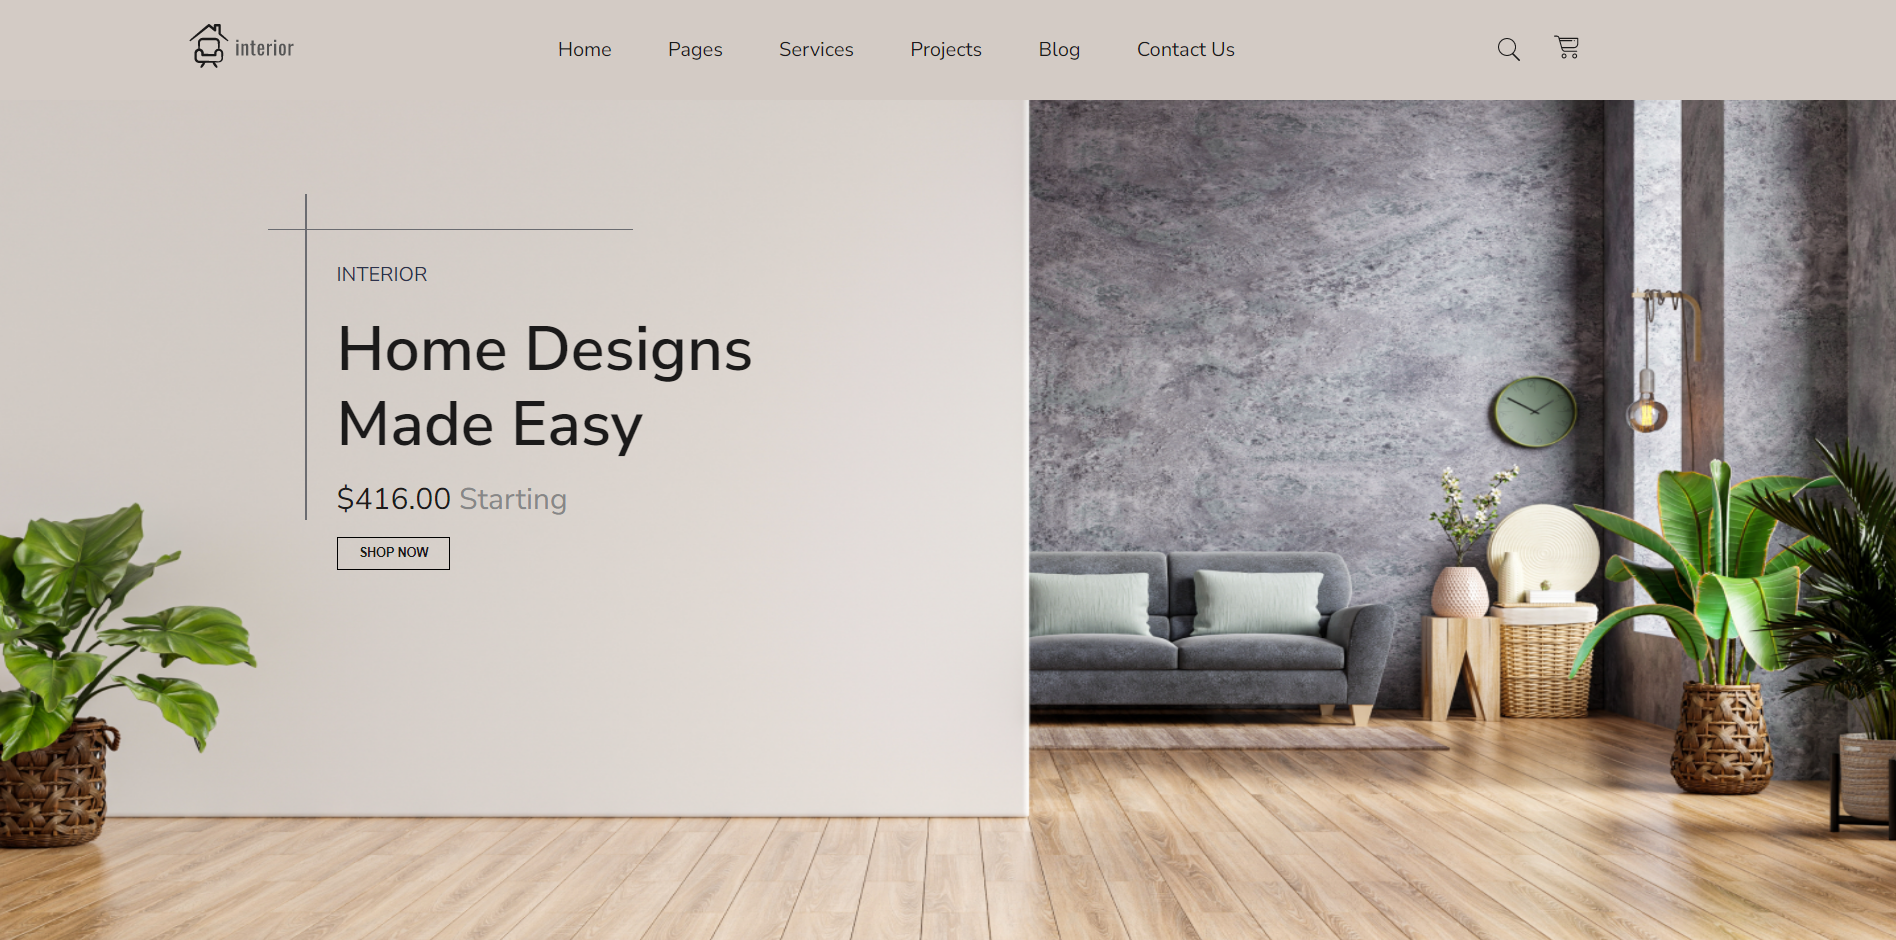 interior
Home
Pages
Services
Projects
Blog
Contact Us
INTERIOR
Home Designs
Made Easy
$416.00 Starting
SHOP NOW